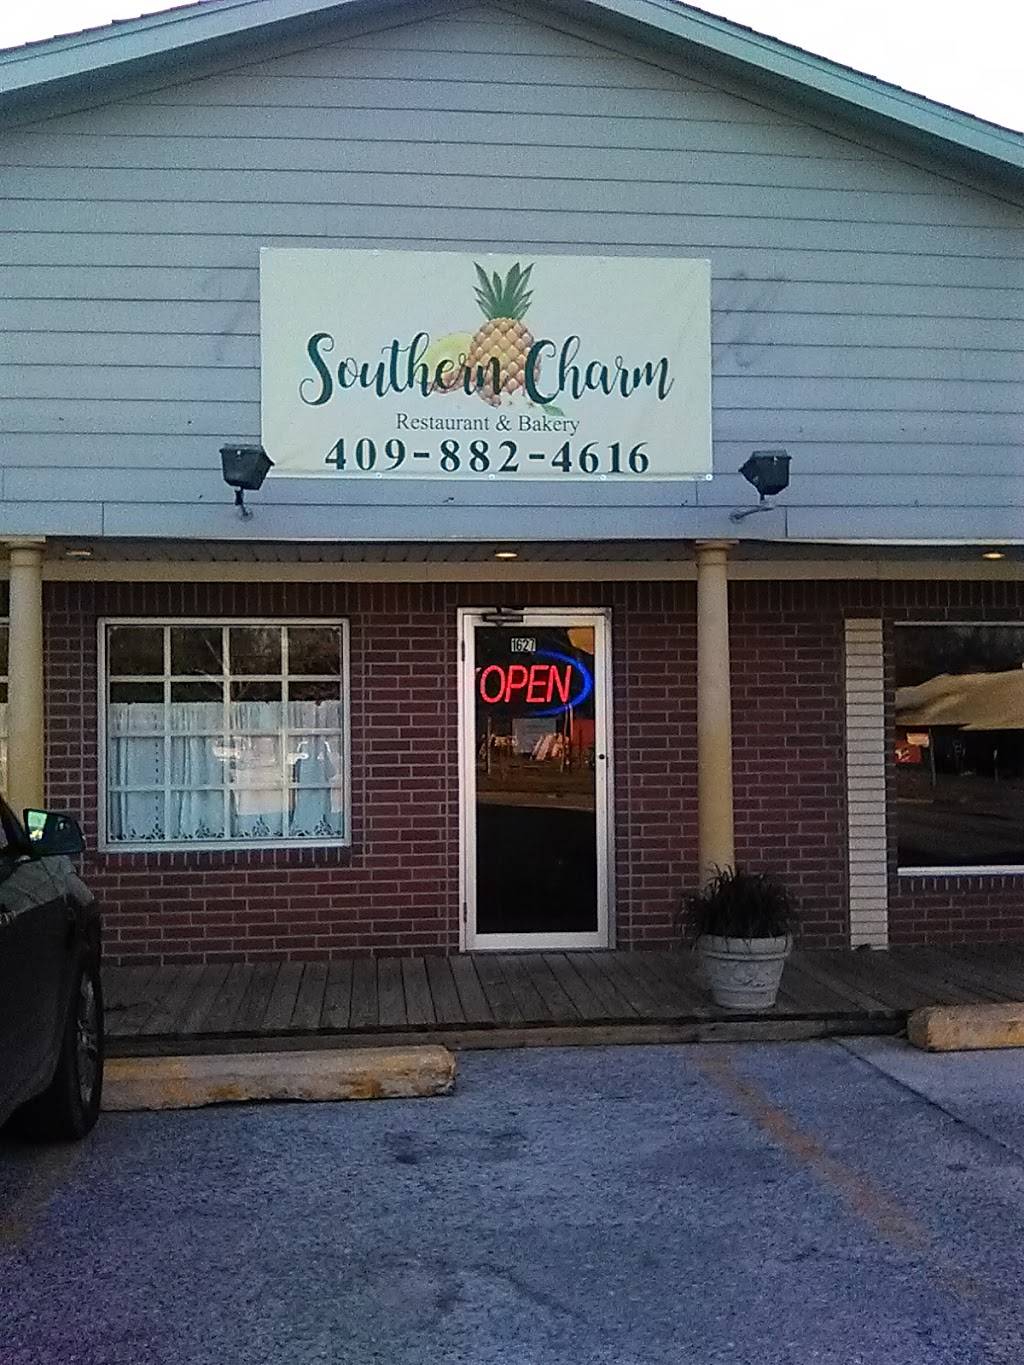 Southern Charm
Restaurant & Bakery
409-882-4616
1627
OPEN